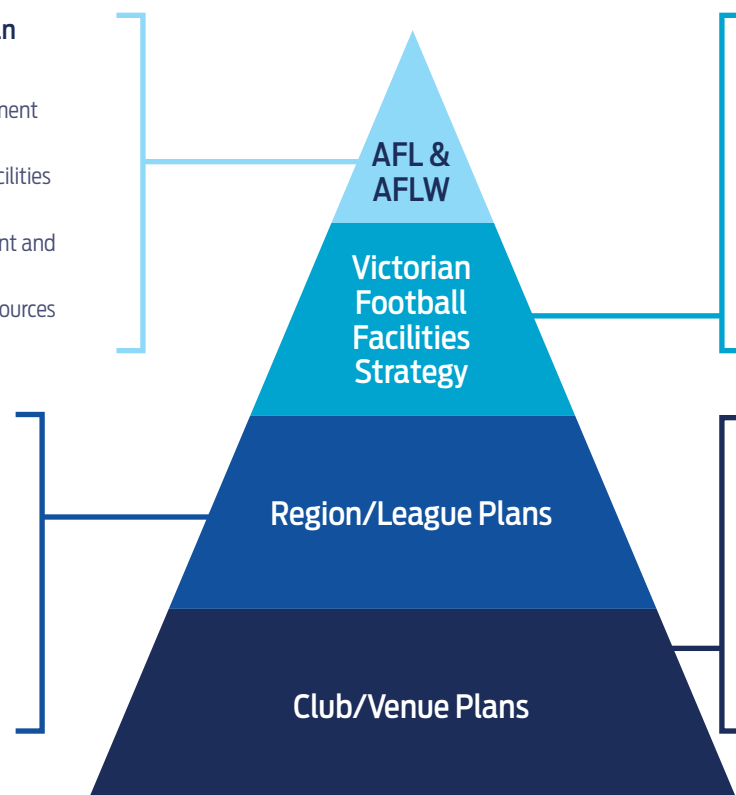 AFL &
AFLW
Victorian
Football
Facilities
Strategy
Region/League Plans
Club/Venue Plans